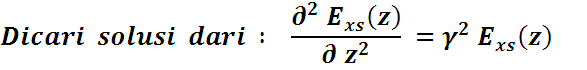 Dicari solusi dari : ∂² E_xs(z) / ∂ z² = γ² E_xs(z)